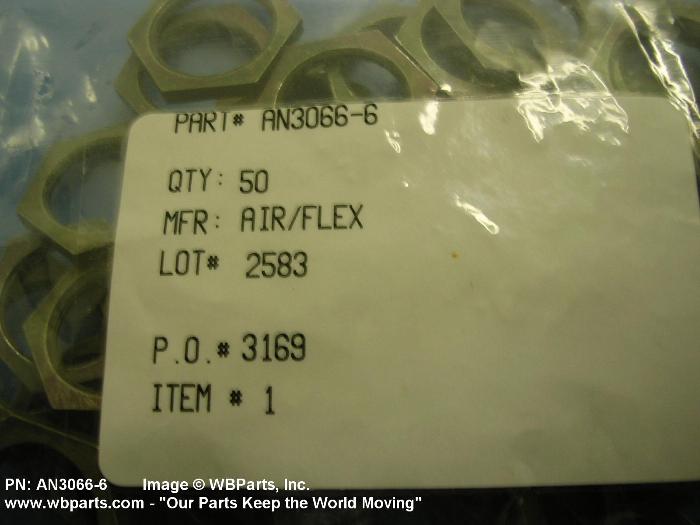 PART# AN3066-6
QTY: 50
MFR: AIR/FLEX
LOT# 2583
P.O.# 3169
ITEM # 1
PN: AN3066-6 Image © WBParts, Inc.
www.wbparts.com - "Our Parts Keep the World Moving"